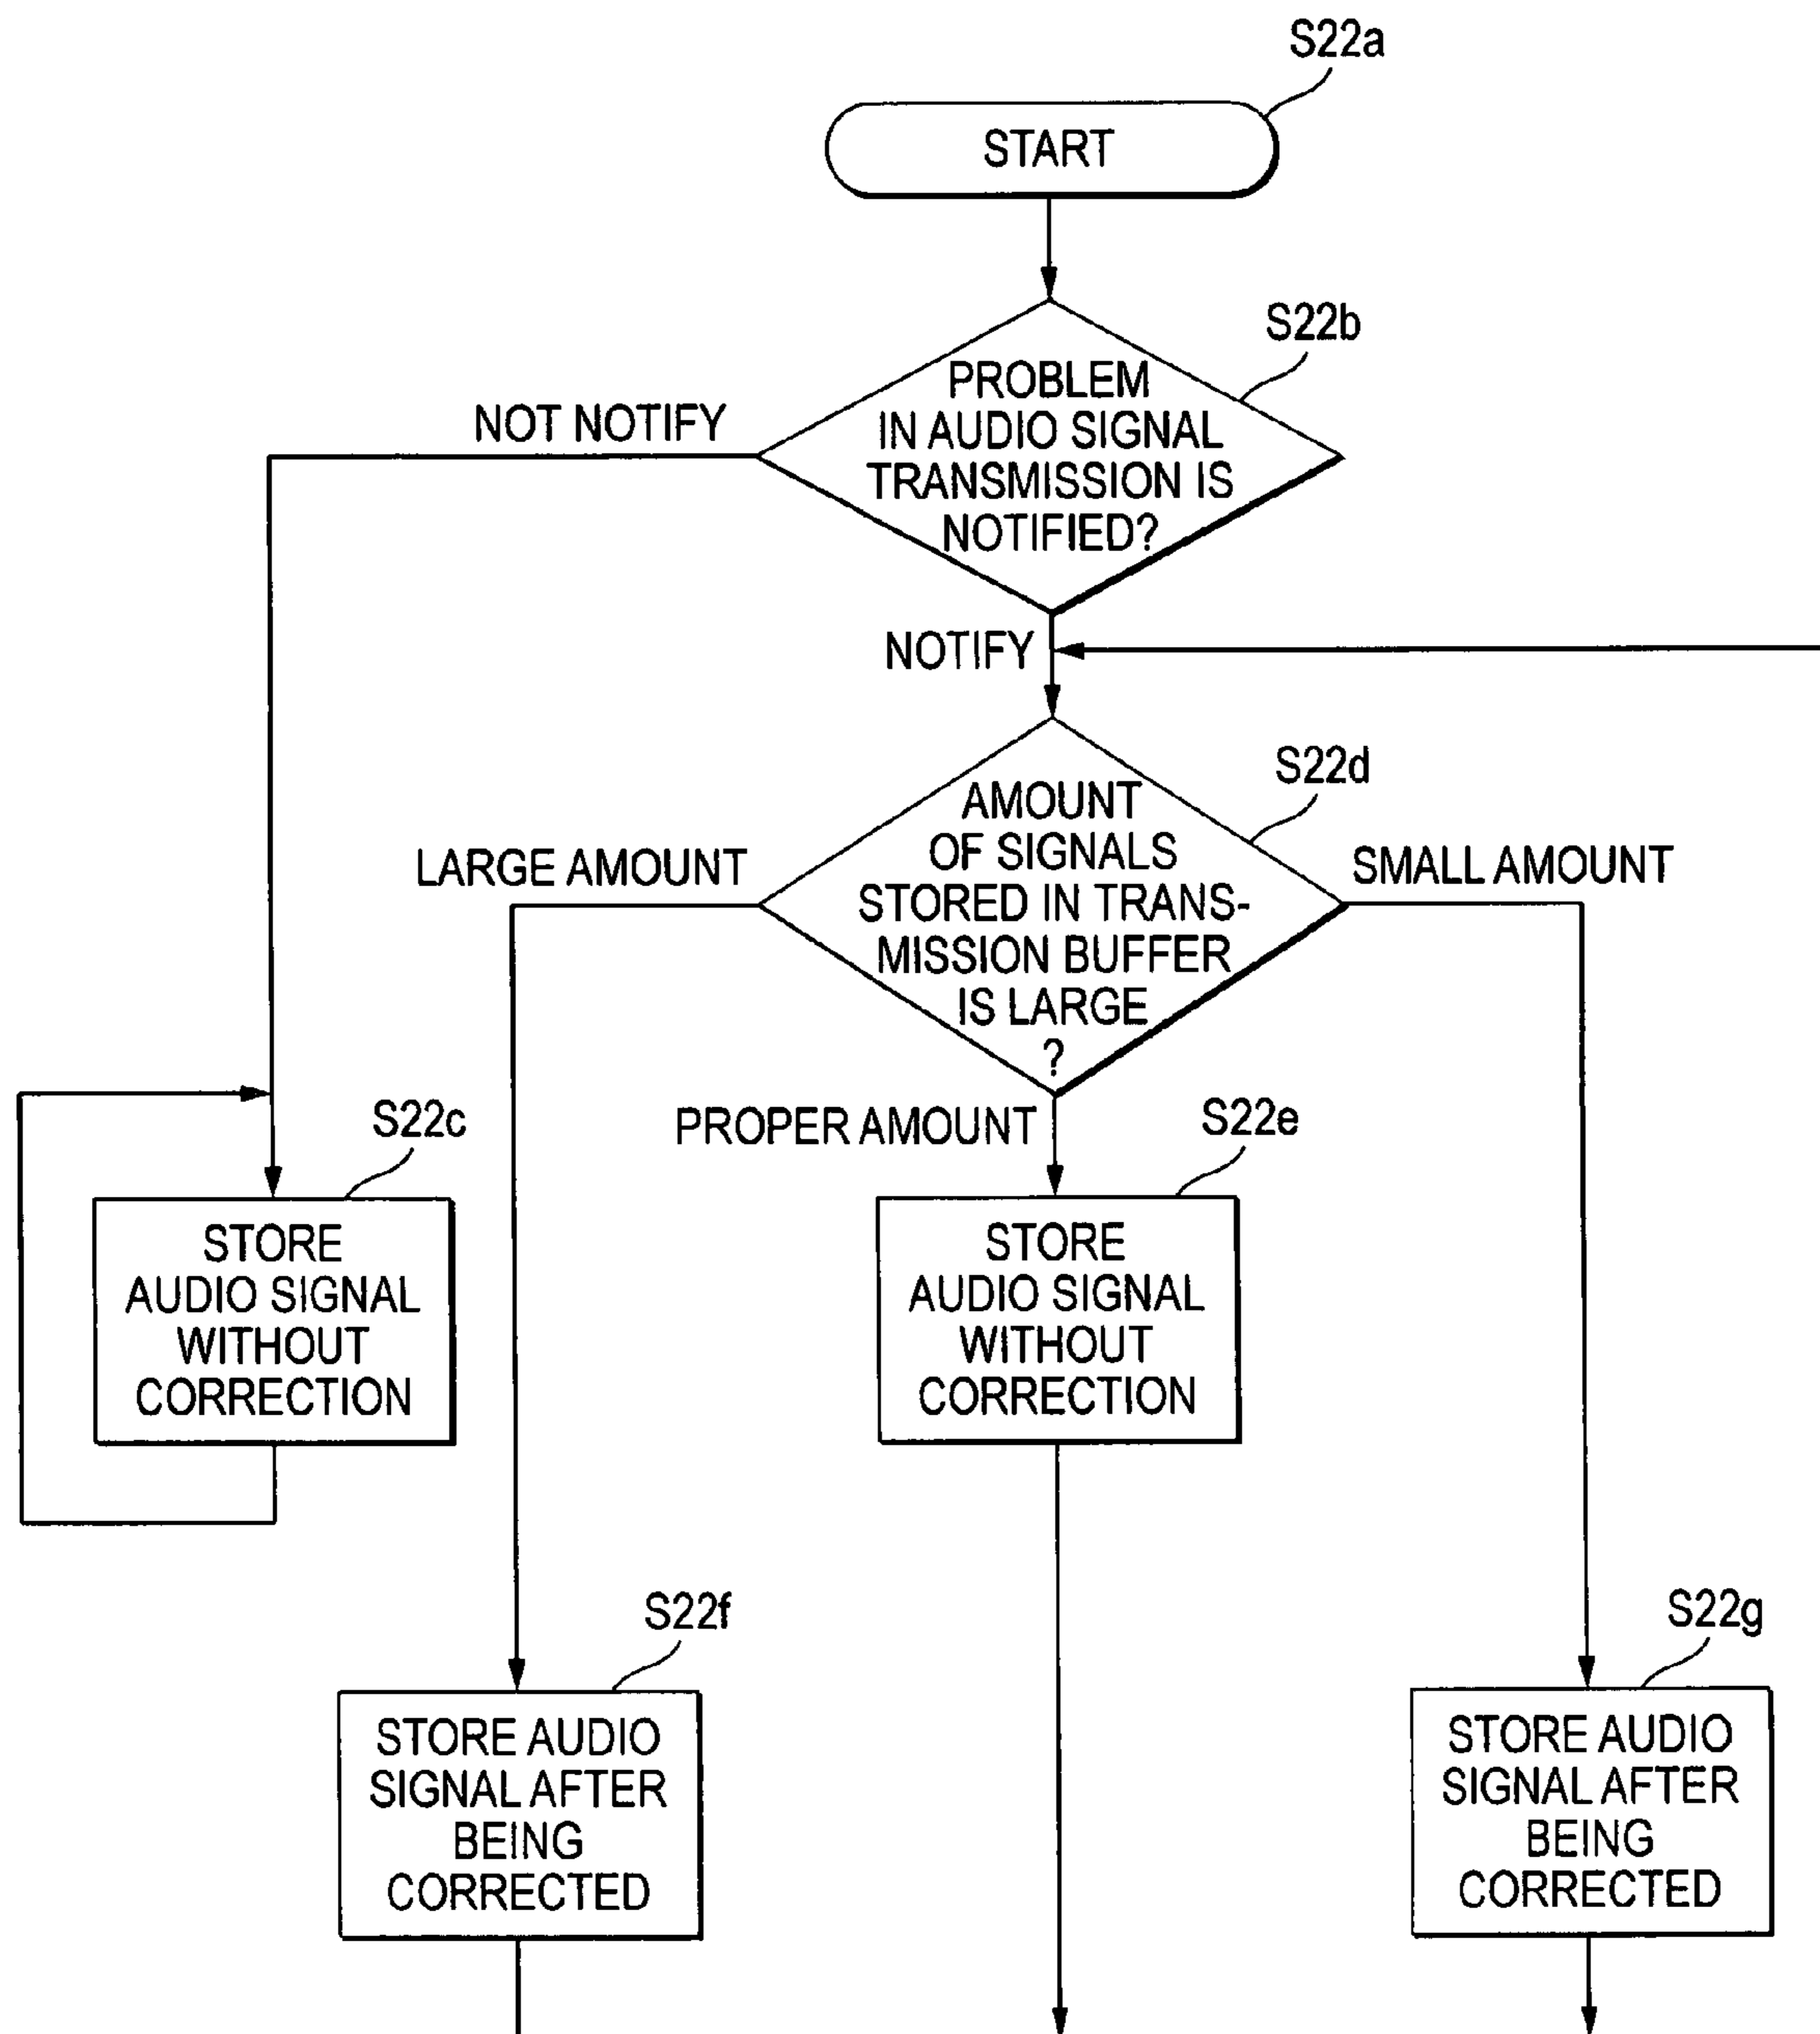 S22a
START
S22b
PROBLEM
IN AUDIO SIGNAL
TRANSMISSION IS
NOTIFIED?
NOT NOTIFY
NOTIFY
S22d
AMOUNT
OF SIGNALS
STORED IN TRANS-
MISSION BUFFER
IS LARGE
?
LARGE AMOUNT
SMALL AMOUNT
PROPER AMOUNT
S22c
STORE
AUDIO SIGNAL
WITHOUT
CORRECTION
S22e
STORE
AUDIO SIGNAL
WITHOUT
CORRECTION
S22f
STORE AUDIO
SIGNAL AFTER
BEING
CORRECTED
S22g
STORE AUDIO
SIGNAL AFTER
BEING
CORRECTED